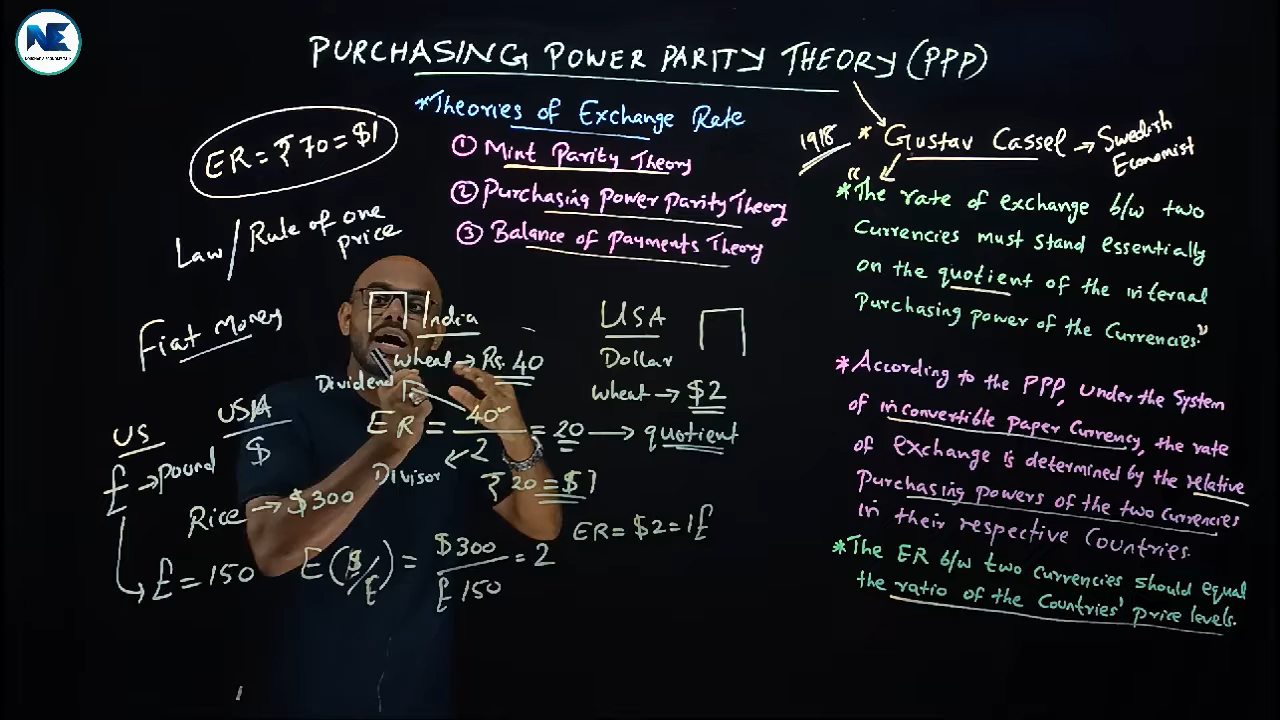 NE
PURCHASING POWER PARITY THEORY (PPP)
*Theories of Exchange Rate
① Mint Parity Theory
② Purchasing power parity Theory
③ Balance of payments Theory
ER = ₹ 70 = $1
Law / Rule of one price
Fiat Money
1918 * Gustav Cassel → Swedish Economist
*"The rate of exchange b/w two
Currencies must stand essentially
on the quotient of the internal
purchasing power of the Currencies."
*According to the PPP, under the System
of inconvertible paper Currency, the rate
of exchange is determined by the relative
purchasing powers of the two currencies
in their respective Countries.
*The ER b/w two currencies should equal
the ratio of the Countries' price levels.
India
wheat → Rs. 40
USA
Dollar
wheat → $2
Dividend
ER = 40 / 2 = 20 → quotient
Divisor
₹ 20 = $1
US
£ → pound
USA
$
Rice → $300
£ = 150
E ($/£) = $300 / £ 150 = 2
ER = $2 = 1£